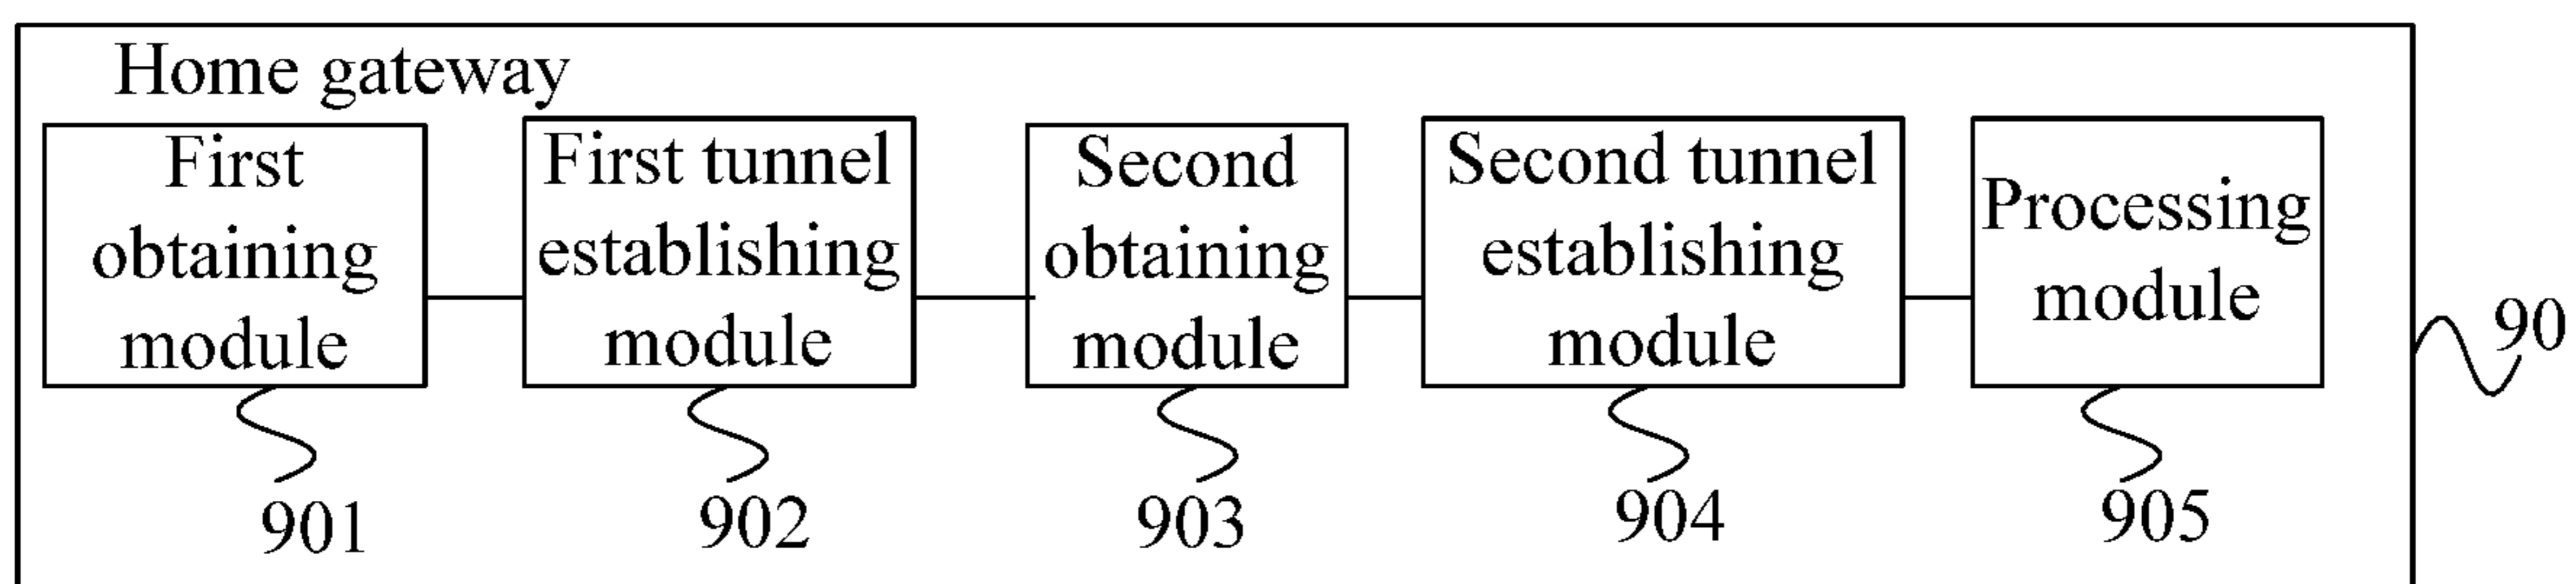 Home gateway
First
obtaining
module
First tunnel
establishing
module
Second
obtaining
module
Second tunnel
establishing
module
Processing
module
90
901
902
903
904
905